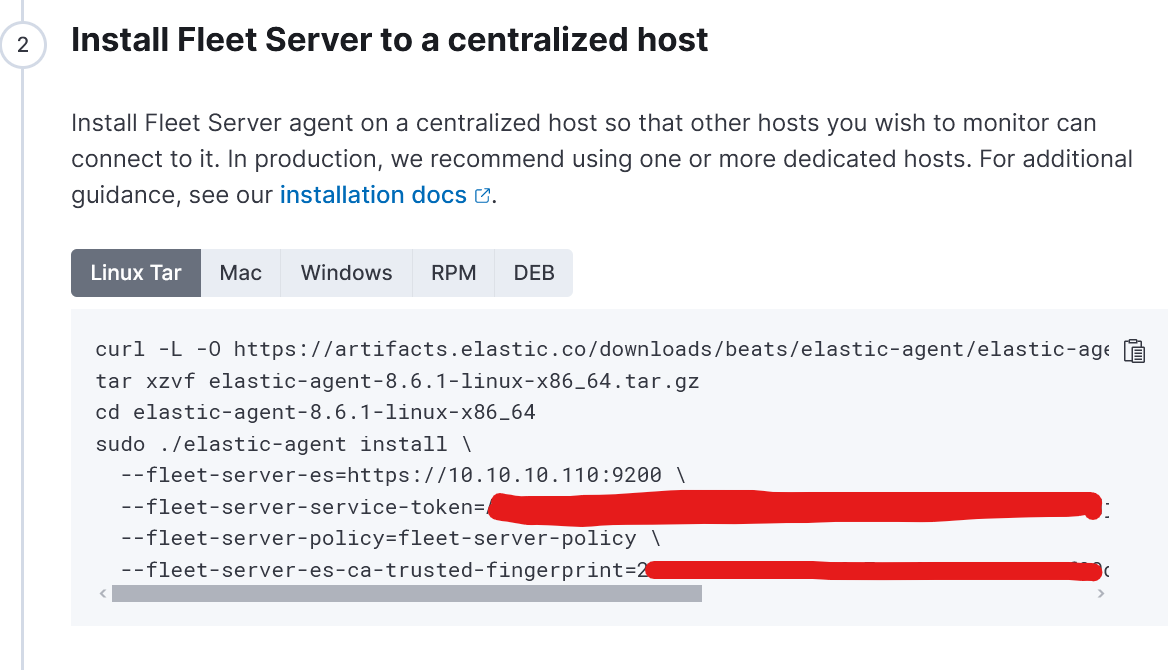 2
Install Fleet Server to a centralized host
Install Fleet Server agent on a centralized host so that other hosts you wish to monitor can
connect to it. In production, we recommend using one or more dedicated hosts. For additional
guidance, see our installation docs.
Linux Tar Mac Windows RPM DEB
curl -L -O https://artifacts.elastic.co/downloads/beats/elastic-agent/elastic-age
tar xzvf elastic-agent-8.6.1-linux-x86_64.tar.gz
cd elastic-agent-8.6.1-linux-x86_64
sudo ./elastic-agent install \
--fleet-server-es=https://10.10.10.110:9200 \
--fleet-server-service-token=
--fleet-server-policy=fleet-server-policy \
--fleet-server-es-ca-trusted-fingerprint=2